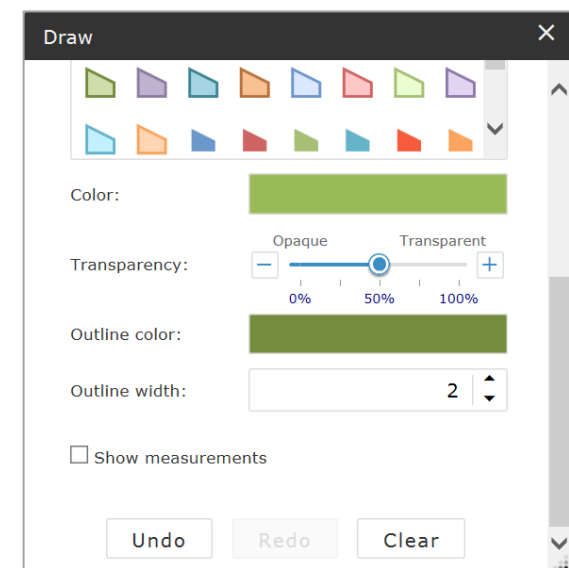 Draw
Color:
Opaque Transparent
Transparency:
0% 50% 100%
Outline color:
Outline width: 2
Show measurements
Undo Redo Clear